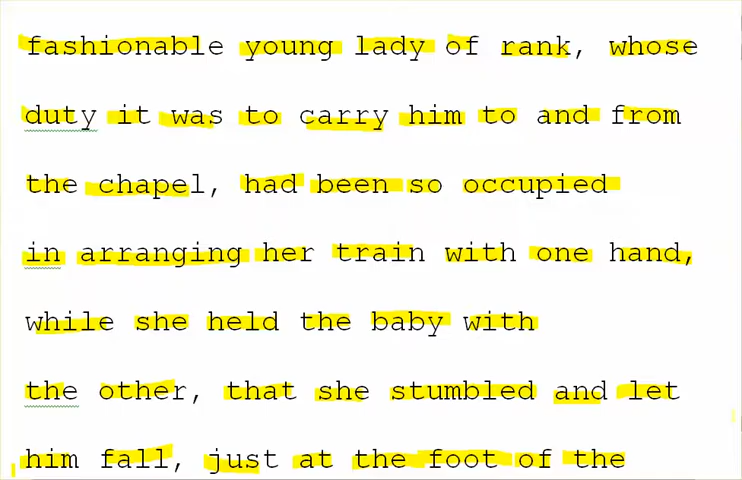 fashionable young lady of rank, whose
duty it was to carry him to and from
the chapel, had been so occupied
in arranging her train with one hand,
while she held the baby with
the other, that she stumbled and let
him fall, just at the foot of the